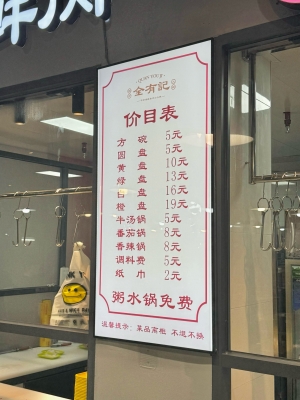 全有記
价目表
方碗 5元
圆盘 5元
黄盘 10元
绿盘 13元
白盘 16元
橙盘 19元
牛汤锅 5元
番茄锅 8元
香辣锅 8元
调料费 5元
纸巾 2元
粥水锅免费
温馨提示：菜品离柜 不退不换